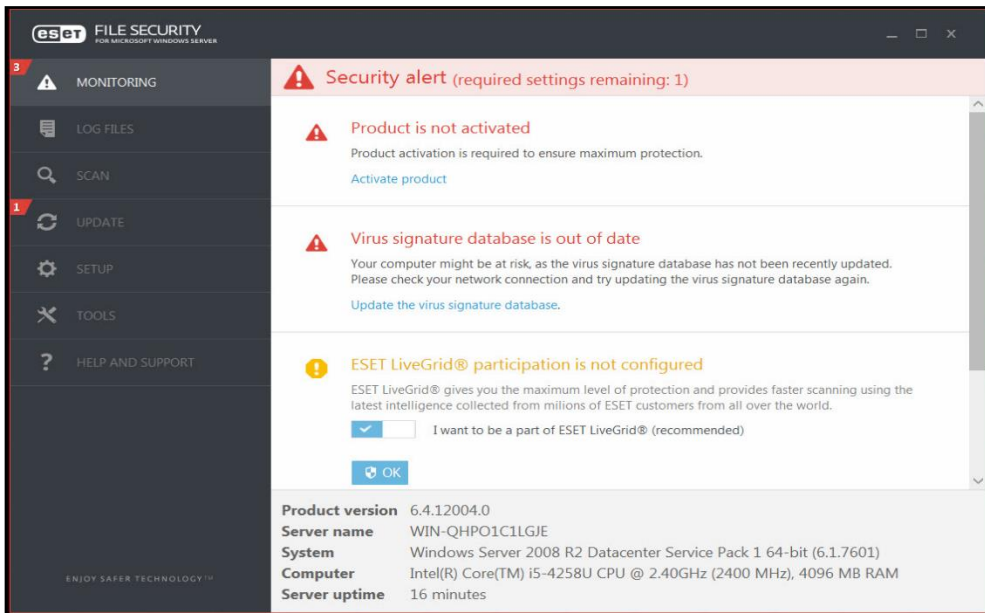 eset FILE SECURITY
FOR MICROSOFT WINDOWS SERVER
3
MONITORING
LOG FILES
SCAN
1
UPDATE
SETUP
TOOLS
HELP AND SUPPORT
ENJOY SAFER TECHNOLOGY™
Security alert (required settings remaining: 1)
Product is not activated
Product activation is required to ensure maximum protection.
Activate product
Virus signature database is out of date
Your computer might be at risk, as the virus signature database has not been recently updated.
Please check your network connection and try updating the virus signature database again.
Update the virus signature database.
ESET LiveGrid® participation is not configured
ESET LiveGrid® gives you the maximum level of protection and provides faster scanning using the
latest intelligence collected from milions of ESET customers from all over the world.
I want to be a part of ESET LiveGrid® (recommended)
OK
Product version 6.4.12004.0
Server name WIN-QHPO1C1LGJE
System Windows Server 2008 R2 Datacenter Service Pack 1 64-bit (6.1.7601)
Computer Intel(R) Core(TM) i5-4258U CPU @ 2.40GHz (2400 MHz), 4096 MB RAM
Server uptime 16 minutes